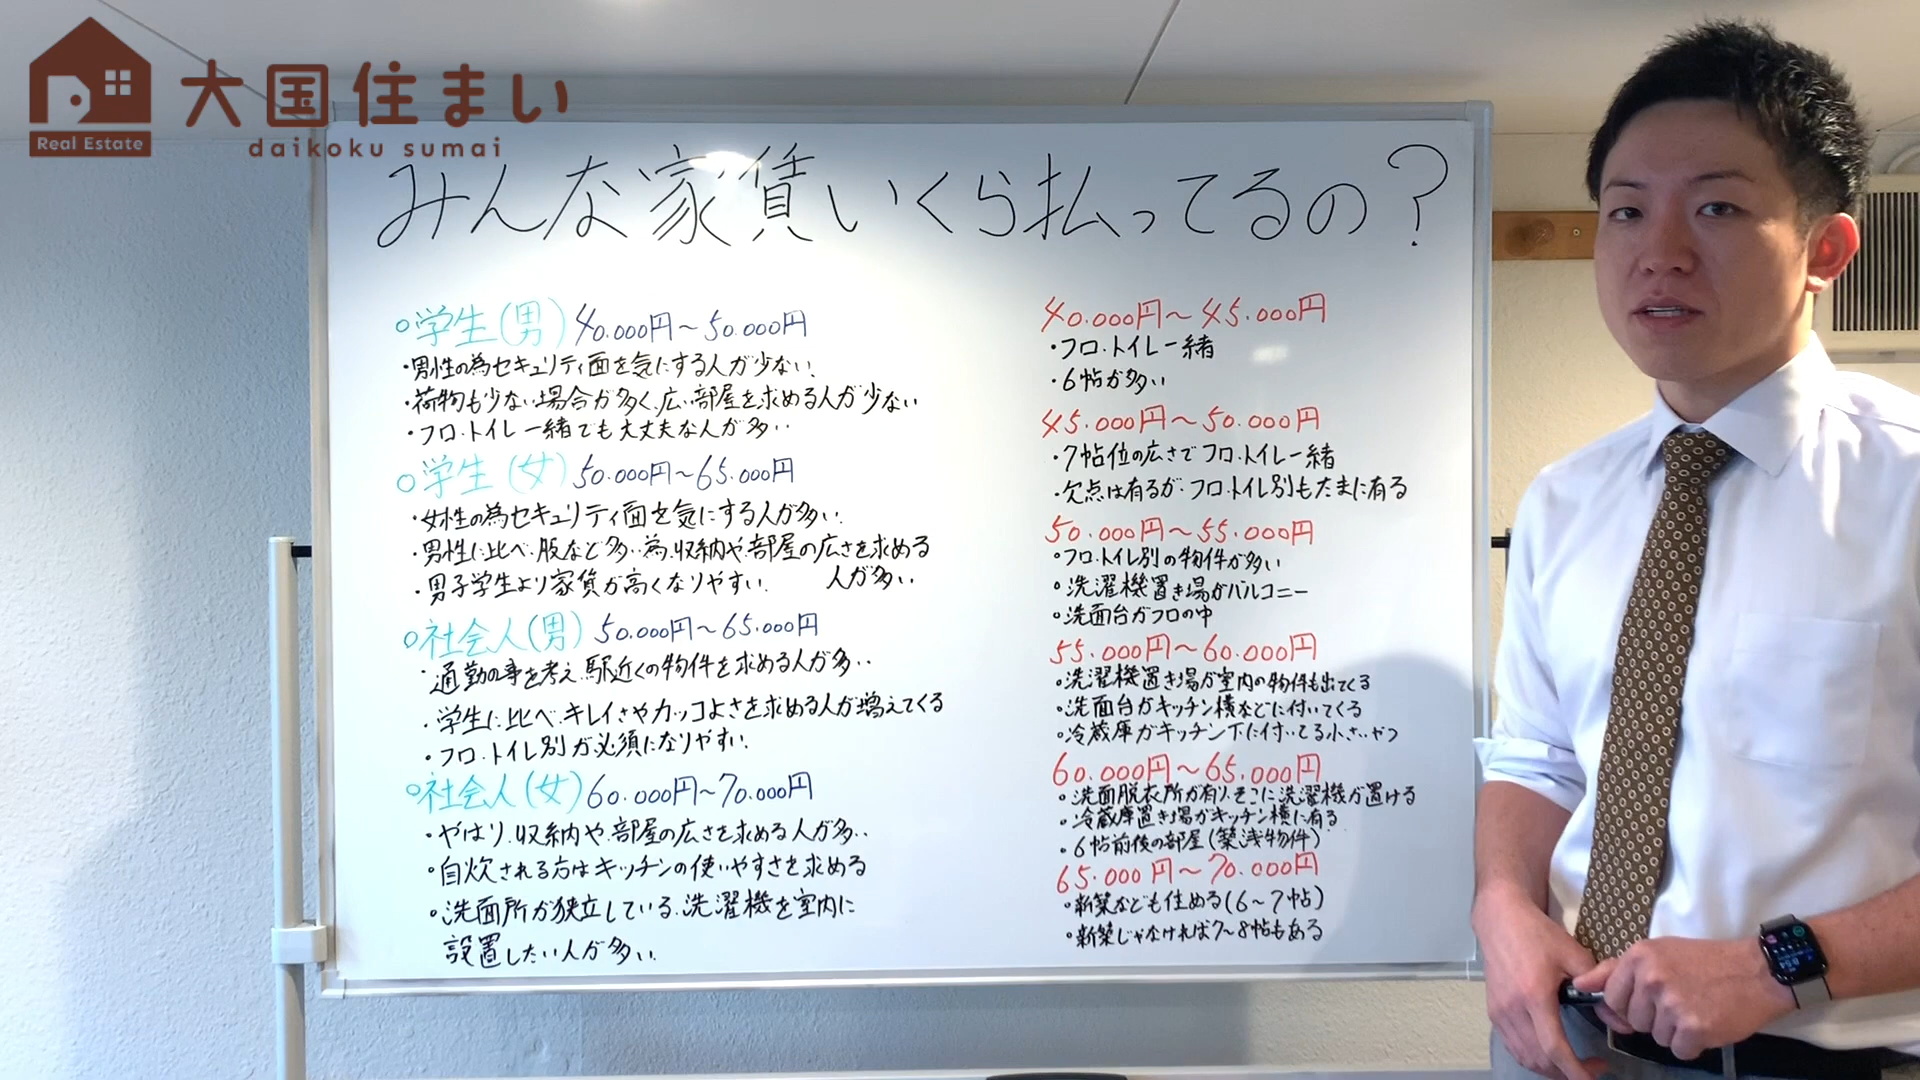 Real Estate
大国住まい
daikoku sumai
みんな家賃いくら払ってるの?
○学生(男) 40.000円〜50.000円
・男性の為セキュリティ面を気にする人が少ない.
・荷物も少ない場合が多く、広い部屋を求める人が少ない
・フロ.トイレ一緒でも大丈夫な人が多い
○学生(女) 50.000円〜65.000円
・女性の為セキュリティ面を気にする人が多い.
・男性に比べ、服など多い為、収納や部屋の広さを求める
人が多い.
・男子学生より家賃が高くなりやすい.
○社会人(男) 50.000円〜65.000円
・通勤の事を考え、駅近くの物件を求める人が多い.
・学生に比べ、キレイさやカッコよさを求める人が増えてくる
・フロ.トイレ別が必須になりやすい.
○社会人(女) 60.000円〜70.000円
・やはり、収納や、部屋の広さを求める人が多い.
・自炊される方はキッチンの使いやすさを求める
・洗面所が独立している、洗濯機を室内に
設置したい人が多い.
40.000円〜45.000円
・フロ.トイレ一緒
・6帖が多い
45.000円〜50.000円
・7帖位の広さでフロ.トイレ一緒
・欠点は有るが、フロ.トイレ別もたまに有る
50.000円〜55.000円
・フロ.トイレ別の物件が多い
・洗濯機置き場がバルコニー
・洗面台がフロの中
55.000円〜60.000円
・洗濯機置き場が室内の物件も出てくる
・洗面台がキッチン横などに付いてくる
・冷蔵庫がキッチン下に付いてる小さいやつ
60.000円〜65.000円
・洗面脱衣所が有り、そこに洗濯機が置ける
・冷蔵庫置き場がキッチン横に有る
・6帖前後の部屋(築浅物件)
65.000円〜70.000円
・新築なども住める(6〜7帖)
・新築じゃなければ7〜8帖もある
8:54